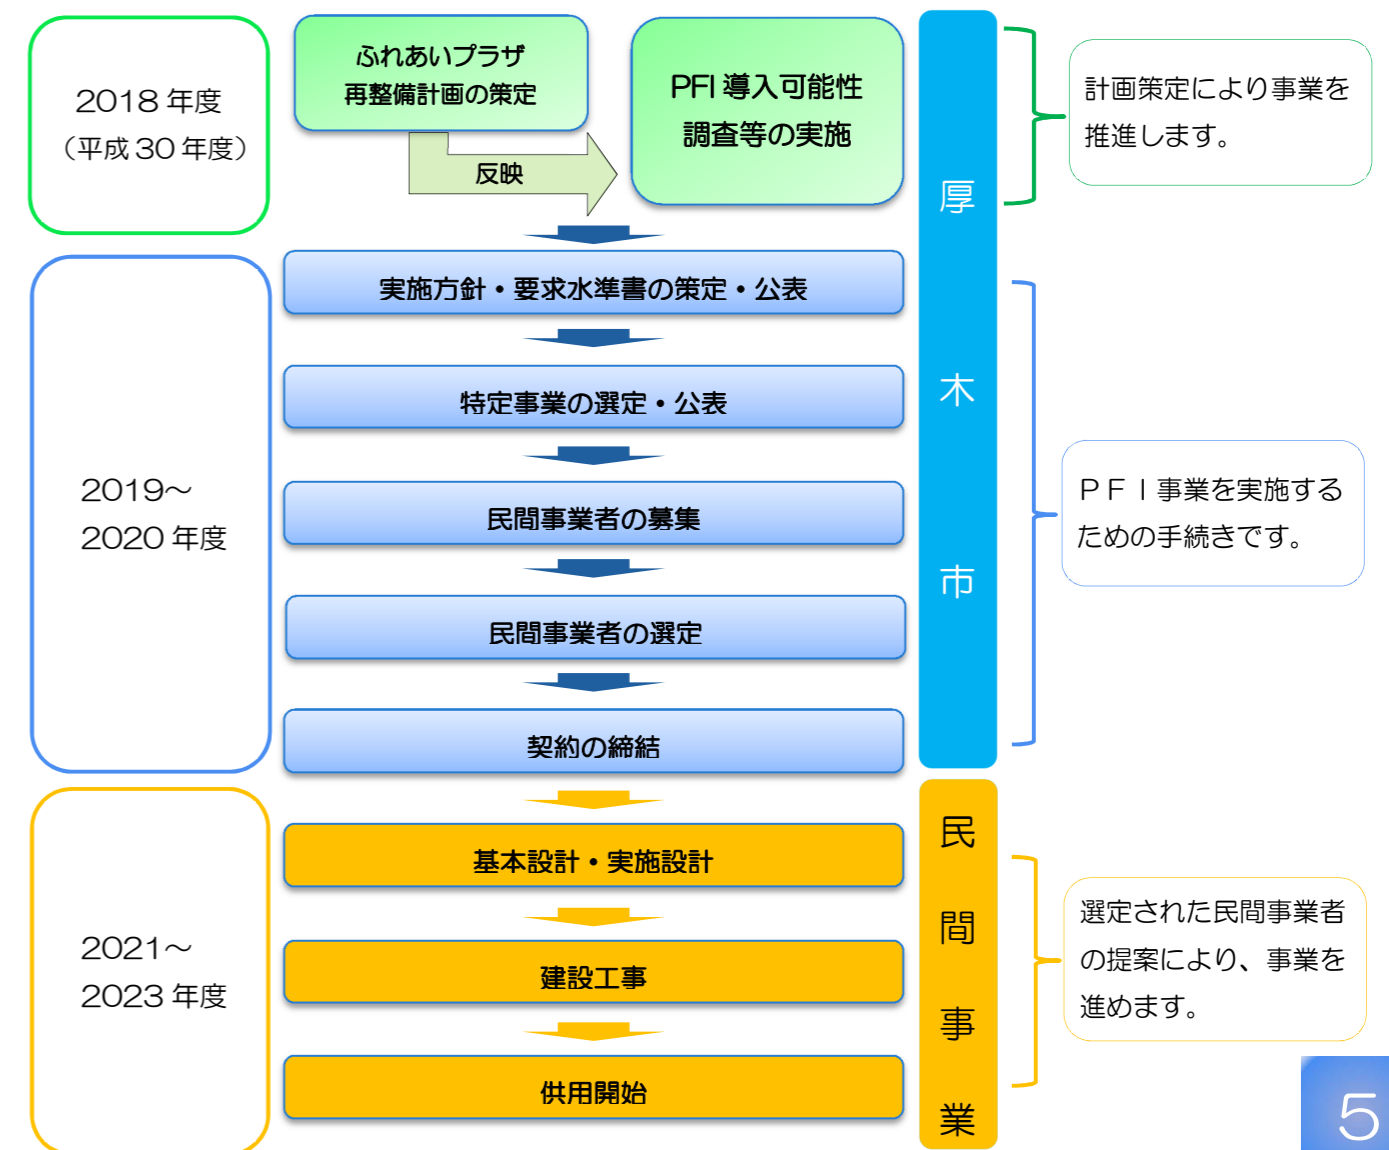 2018年度
（平成30年度）
ふれあいプラザ
再整備計画の策定
反映
PFI 導入可能性
調査等の実施
計画策定により事業を
推進します。
厚木市
2019～
2020年度
実施方針・要求水準書の策定・公表
特定事業の選定・公表
民間事業者の募集
民間事業者の選定
契約の締結
ＰＦＩ事業を実施する
ための手続きです。
2021～
2023年度
基本設計・実施設計
建設工事
供用開始
民間事業
選定された民間事業者
の提案により、事業を
進めます。
5